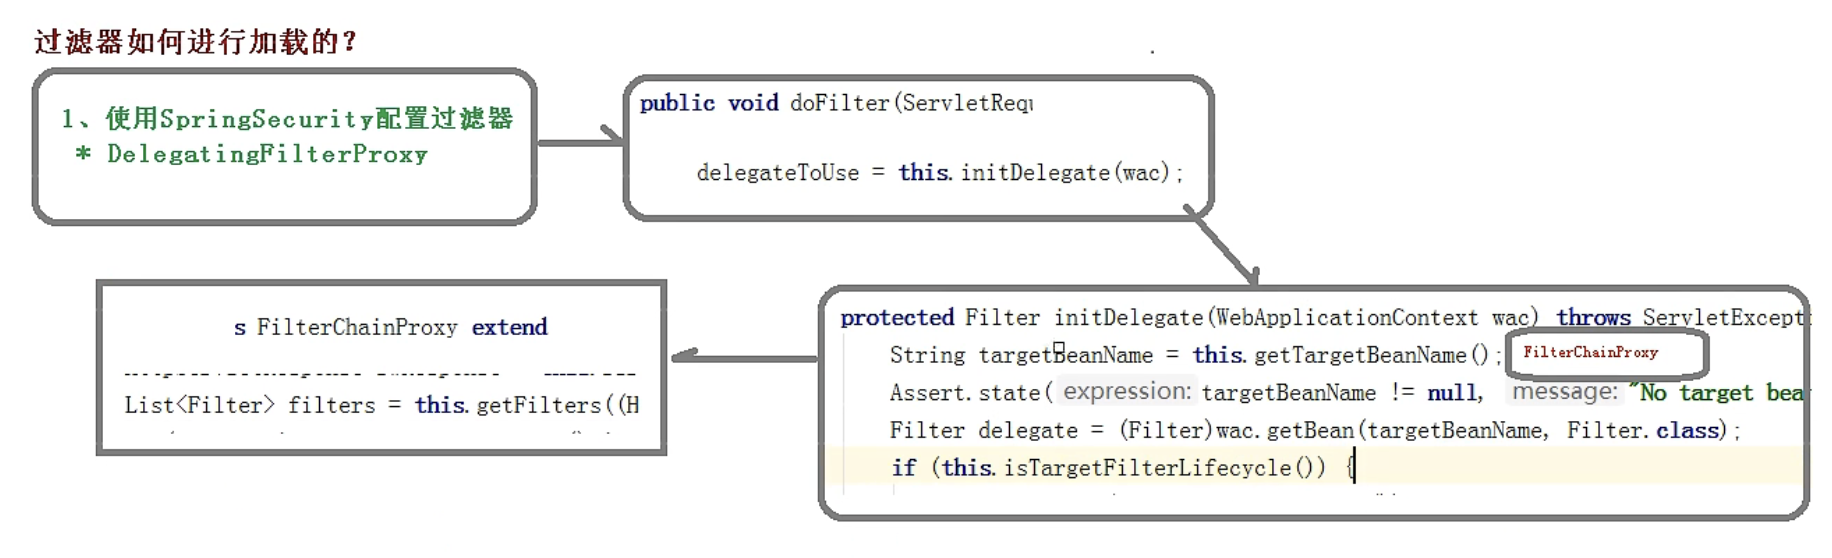 过滤器如何进行加载的?
1、使用SpringSecurity配置过滤器
* DelegatingFilterProxy
public void doFilter(ServletRequ
delegateToUse = this.initDelegate(wac);
protected Filter initDelegate(WebApplicationContext wac) throws ServletExcepti
String targetBeanName = this.getTargetBeanName(); FilterChainProxy
Assert.state( expression: targetBeanName != null, message: "No target bea
Filter delegate = (Filter)wac.getBean(targetBeanName, Filter.class);
if (this.isTargetFilterLifecycle()) {
s FilterChainProxy extend
List<Filter> filters = this.getFilters((H